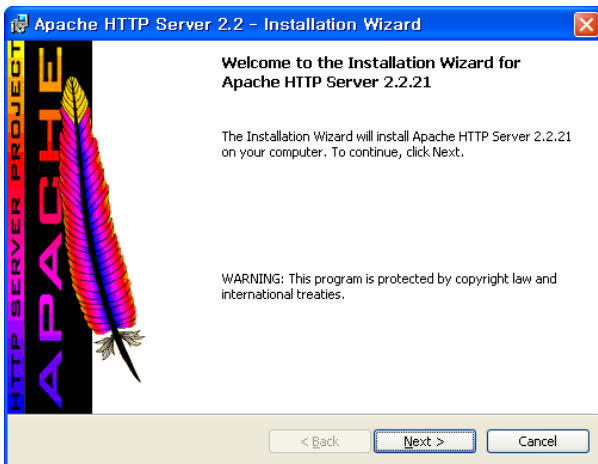 Apache HTTP Server 2.2 - Installation Wizard
HTTP SERVER PROJECT
APACHE
Welcome to the Installation Wizard for
Apache HTTP Server 2.2.21
The Installation Wizard will install Apache HTTP Server 2.2.21
on your computer. To continue, click Next.
WARNING: This program is protected by copyright law and
international treaties.
< Back
Next >
Cancel